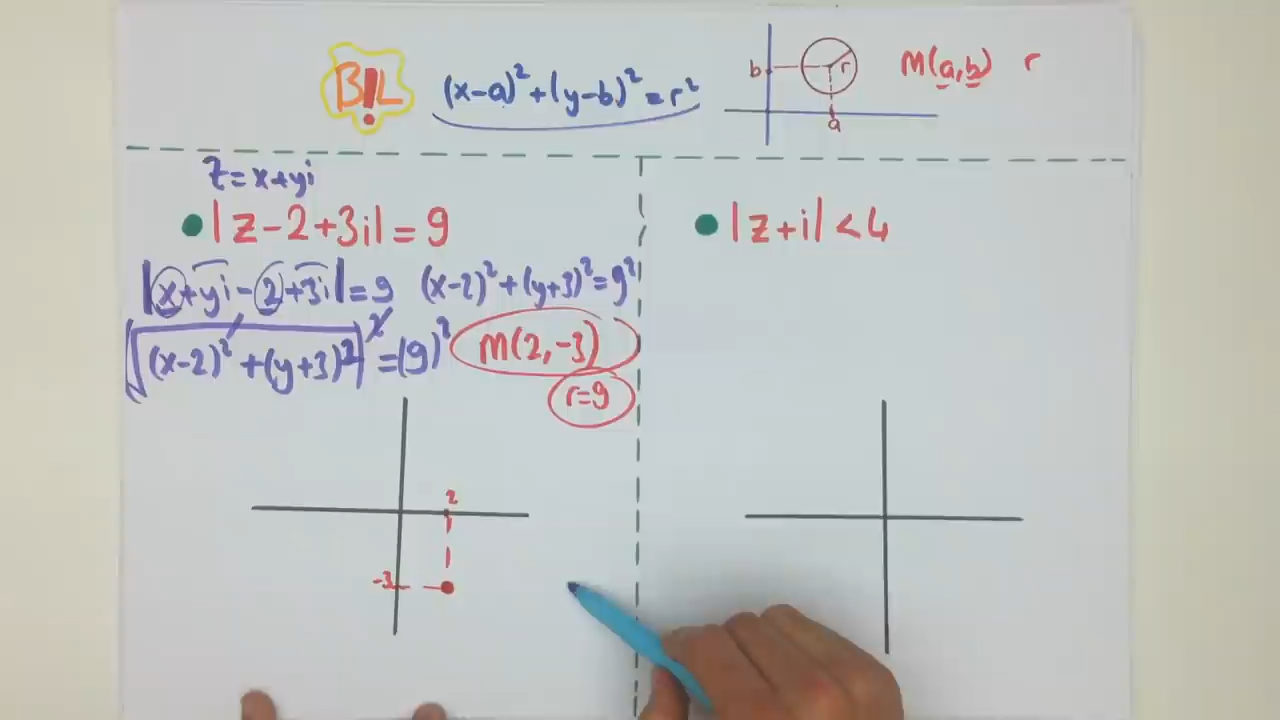 B!L
(x-a)² + (y-b)² = r²
b
r
a
M(a,b) r
z = x+yi
|z-2+3i| = 9
|x+yi-2+3i| = 9
(x-2)² + (y+3)² = 9²
(√(x-2)² + (y+3)²)² = (9)²
M(2,-3)
r=9
2
-3
|z+i| < 4